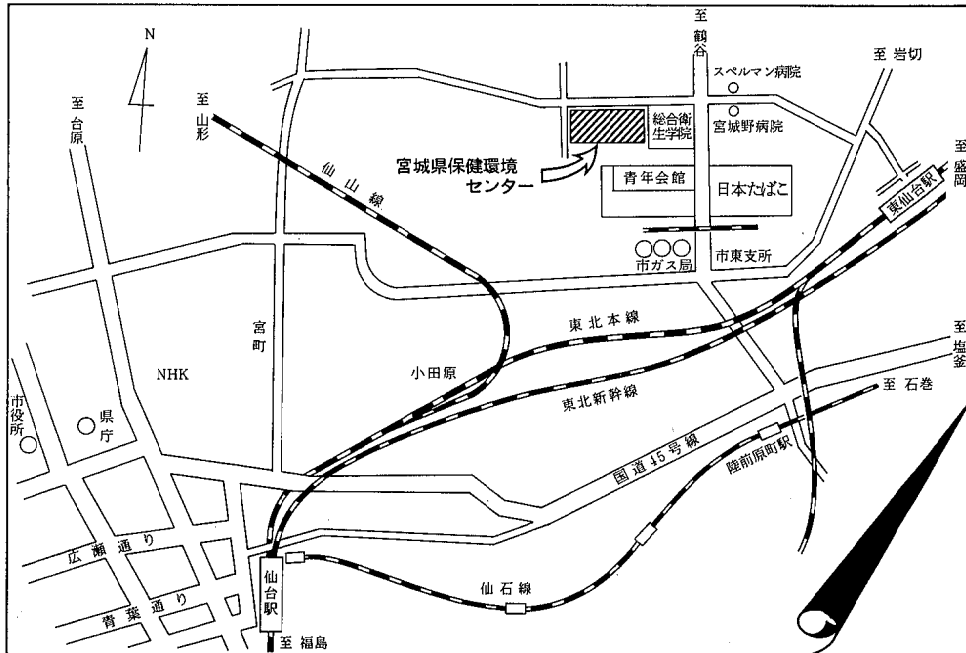 N
至台原
至山形
仙山線
至鶴谷
スペルマン病院
至 岩切
宮城野病院
総合衛
生学院
宮城県保健環境
センター
青年会館
日本たばこ
至盛岡
東仙台駅
市ガス局
市東支所
宮町
東北本線
小田原
東北新幹線
至塩釜
至 石巻
NHK
市役所
県庁
国道45号線
陸前原町駅
広瀬通り
青葉通り
仙台駅
仙石線
至 福島